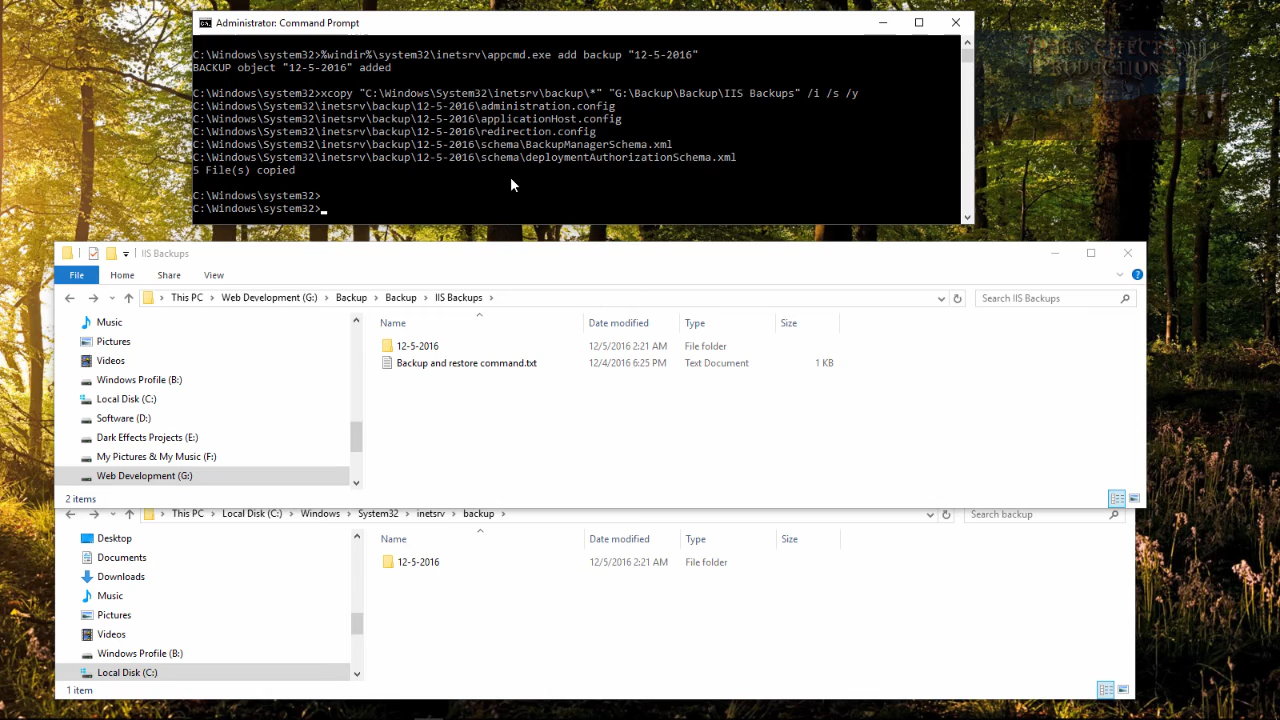 Administrator: Command Prompt
C:\Windows\system32>%windir%\system32\inetsrv\appcmd.exe add backup "12-5-2016"
BACKUP object "12-5-2016" added
C:\Windows\system32>xcopy "C:\Windows\System32\inetsrv\backup\*" "G:\Backup\Backup\IIS Backups" /i /s /y
C:\Windows\System32\inetsrv\backup\12-5-2016\administration.config
C:\Windows\System32\inetsrv\backup\12-5-2016\applicationHost.config
C:\Windows\System32\inetsrv\backup\12-5-2016\redirection.config
C:\Windows\System32\inetsrv\backup\12-5-2016\schema\BackupManagerSchema.xml
C:\Windows\System32\inetsrv\backup\12-5-2016\schema\deploymentAuthorizationSchema.xml
5 File(s) copied
C:\Windows\system32>
C:\Windows\system32>
IIS Backups
File Home Share View
This PC > Web Development (G:) > Backup > Backup > IIS Backups >
Search IIS Backups
Name Date modified Type Size
12-5-2016 12/5/2016 2:21 AM File folder
Backup and restore command.txt 12/4/2016 6:25 PM Text Document 1 KB
Music
Pictures
Videos
Windows Profile (B:)
Local Disk (C:)
Software (D:)
Dark Effects Projects (E:)
My Pictures & My Music (F:)
Web Development (G:)
2 items
This PC > Local Disk (C:) > Windows > System32 > inetsrv > backup >
Search backup
Name Date modified Type Size
12-5-2016 12/5/2016 2:21 AM File folder
Desktop
Documents
Downloads
Music
Pictures
Videos
Windows Profile (B:)
Local Disk (C:)
1 item